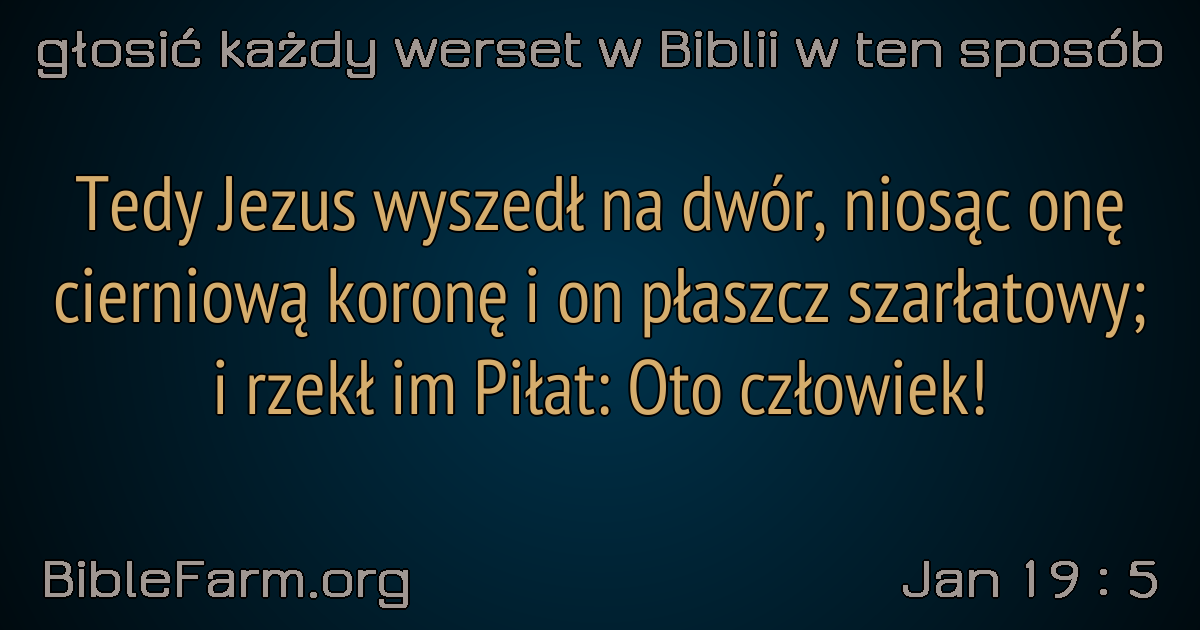 głosić każdy werset w Biblii w ten sposób
Tedy Jezus wyszedł na dwór, niosąc onę
cierniową koronę i on płaszcz szarłatowy;
i rzekł im Piłat: Oto człowiek!
BibleFarm.org
Jan 19 : 5